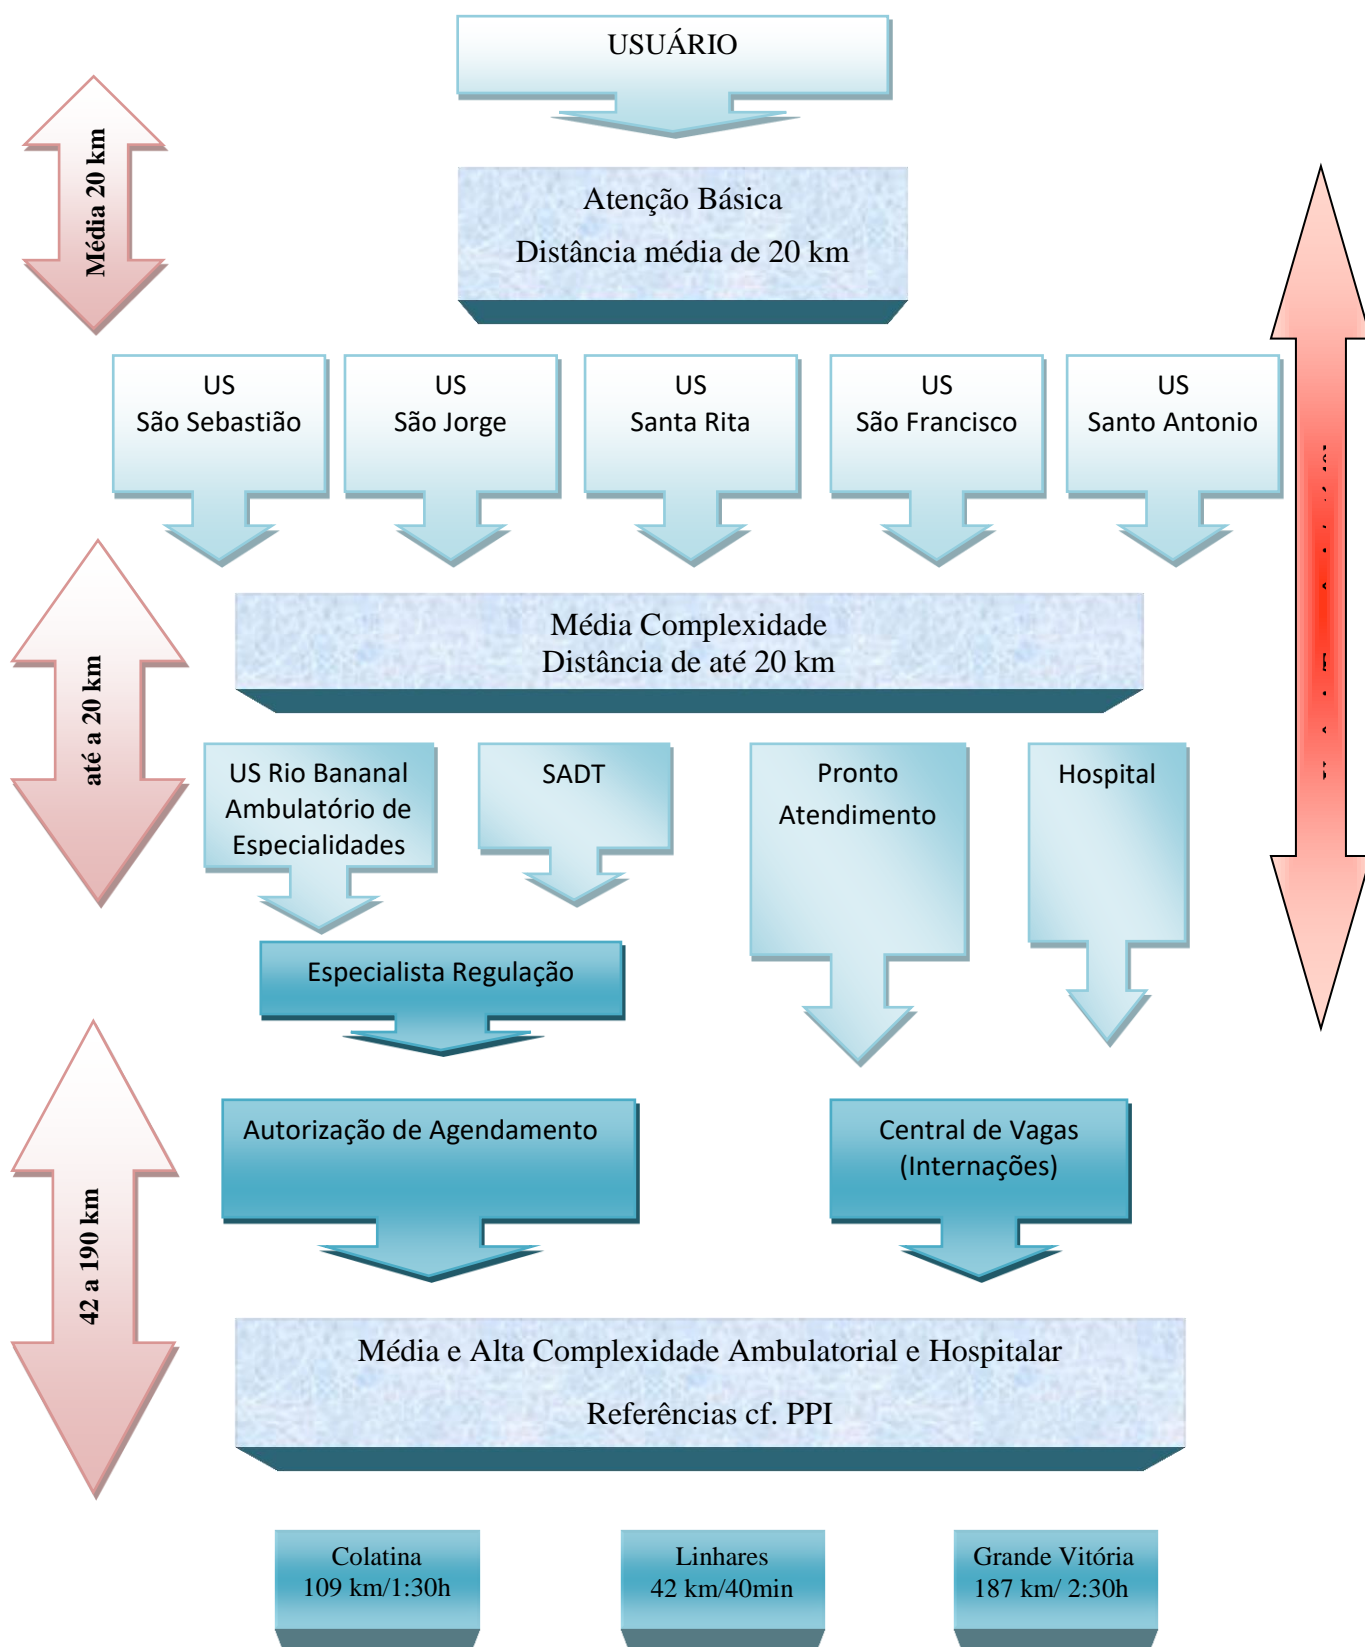 USUÁRIO
Média 20 km
Atenção Básica
Distância média de 20 km
US
São Sebastião
US
São Jorge
US
Santa Rita
US
São Francisco
US
Santo Antonio
até a 20 km
Média Complexidade
Distância de até 20 km
US Rio Bananal
Ambulatório de
Especialidades
SADT
Pronto
Atendimento
Hospital
Especialista Regulação
42 a 190 km
Autorização de Agendamento
Central de Vagas
(Internações)
Média e Alta Complexidade Ambulatorial e Hospitalar
Referências cf. PPI
Colatina
109 km/1:30h
Linhares
42 km/40min
Grande Vitória
187 km/ 2:30h